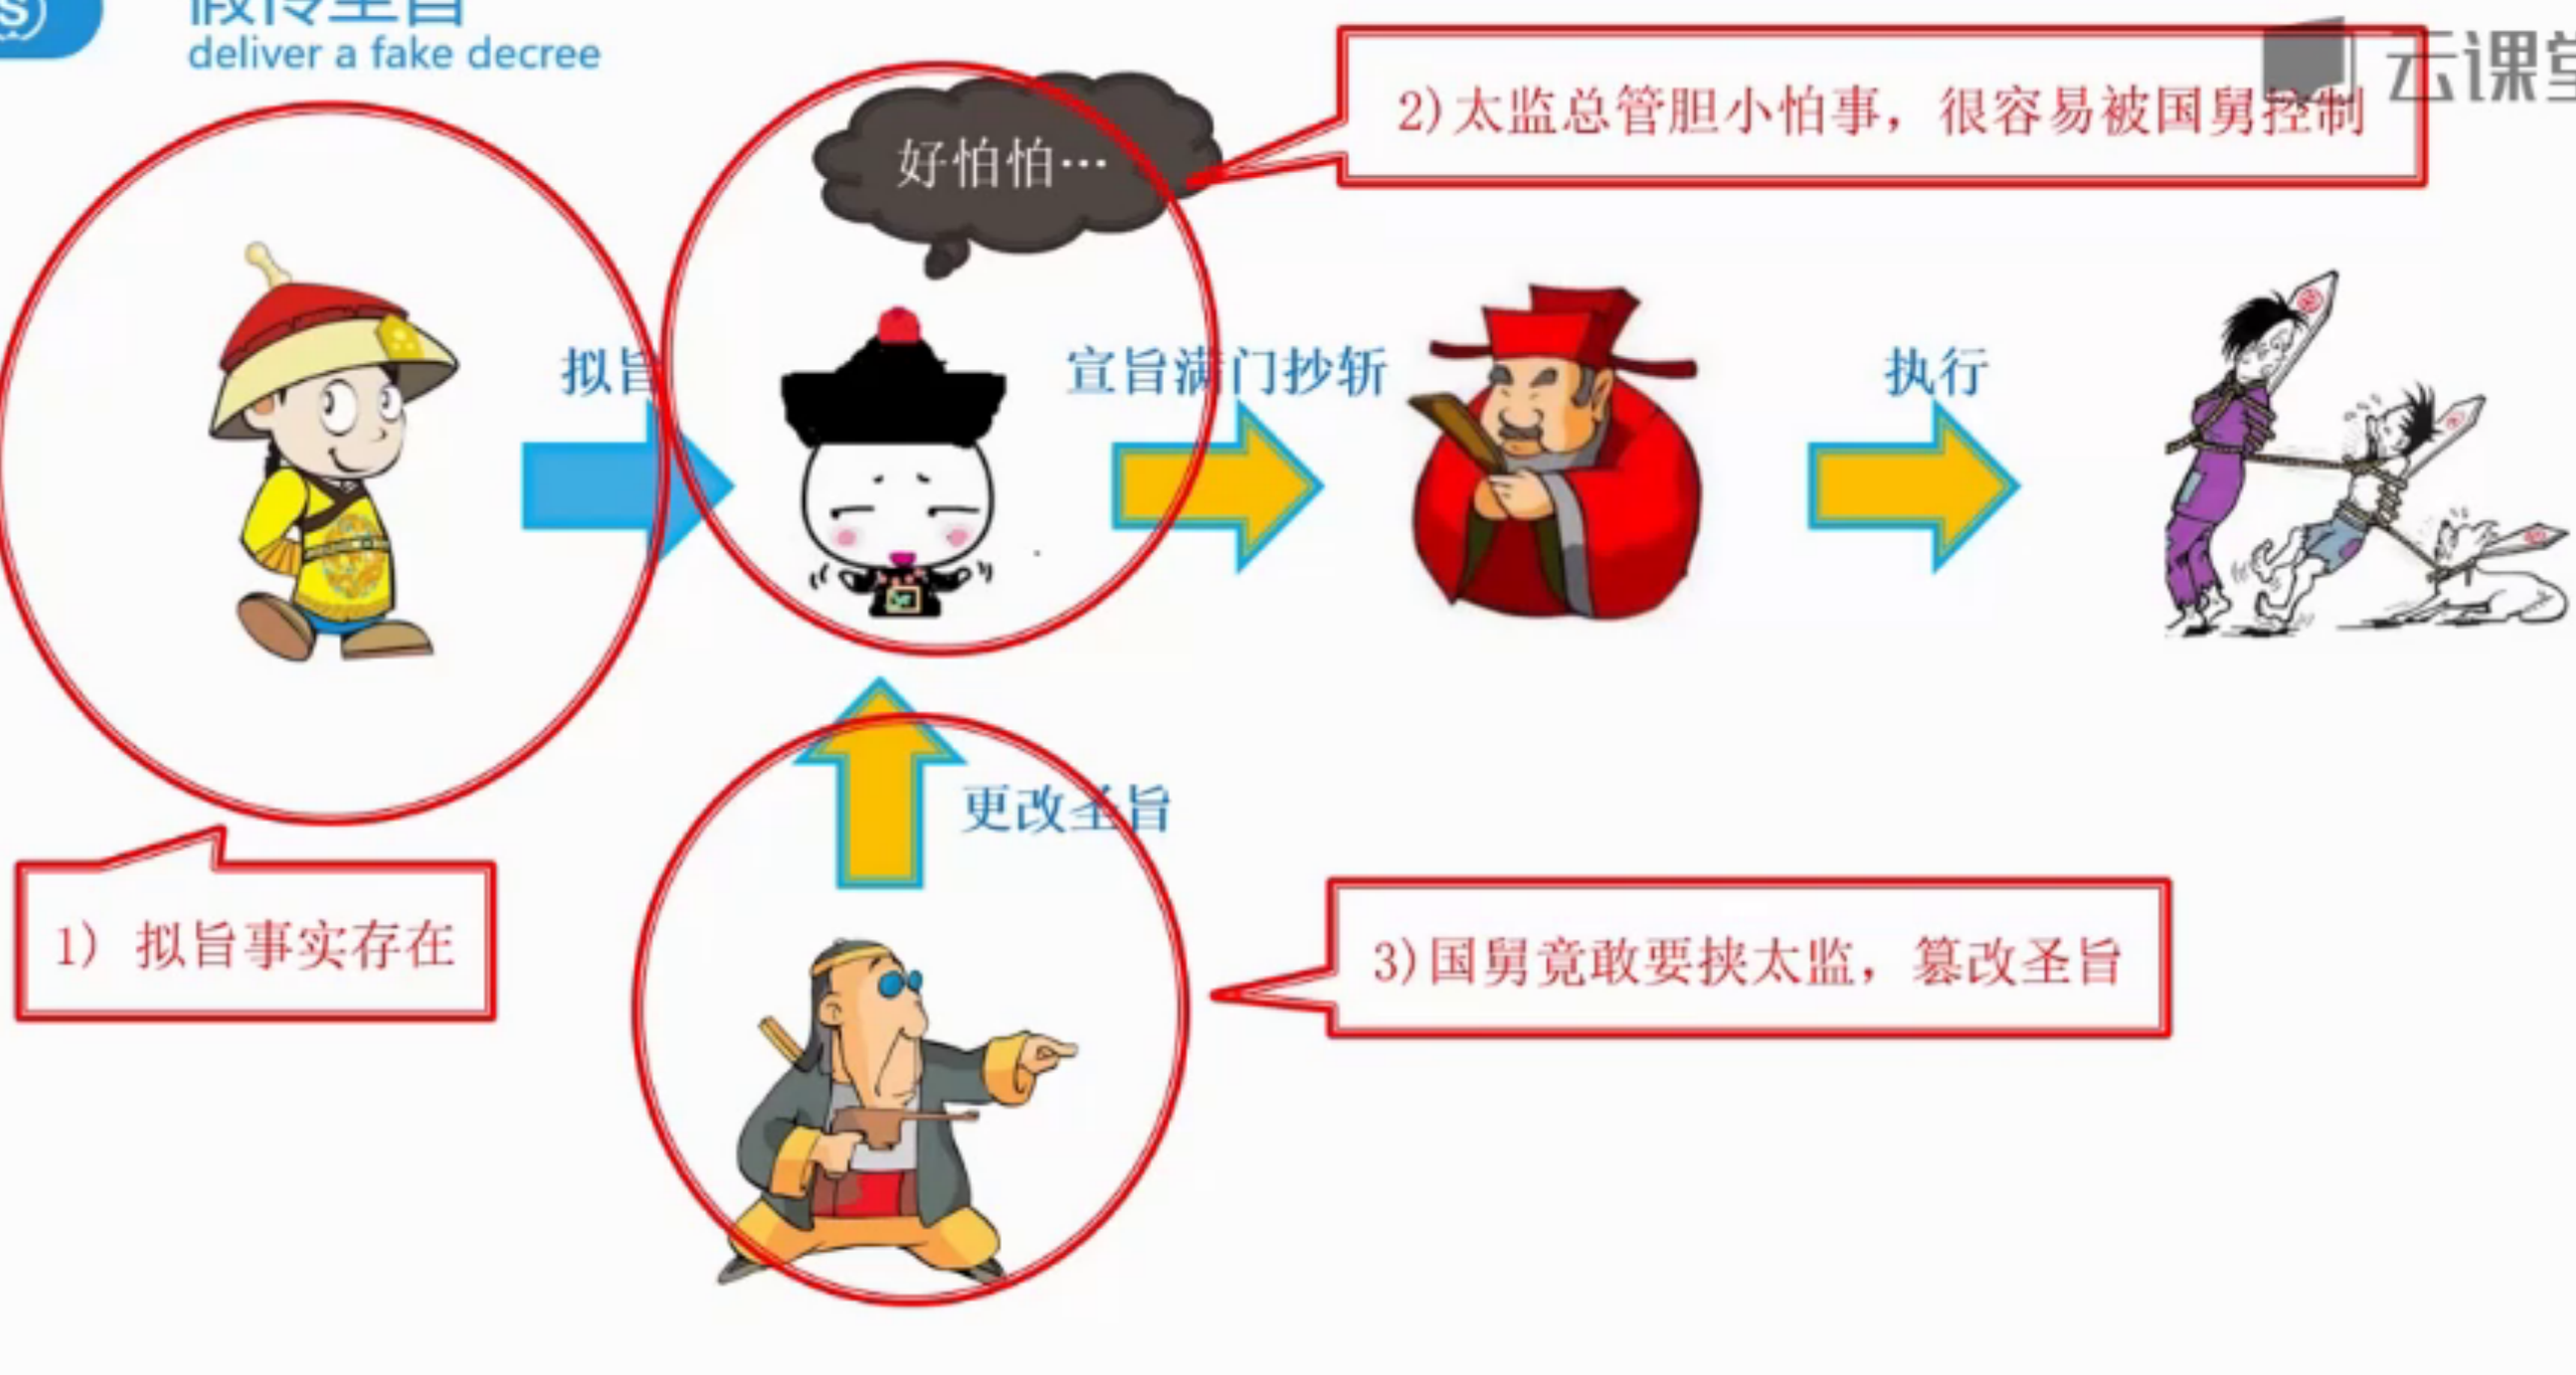 假传圣旨
deliver a fake decree
云课堂
2)太监总管胆小怕事，很容易被国舅控制
好怕怕…
拟旨
宣旨满门抄斩
执行
更改圣旨
1) 拟旨事实存在
3)国舅竟敢要挟太监，篡改圣旨